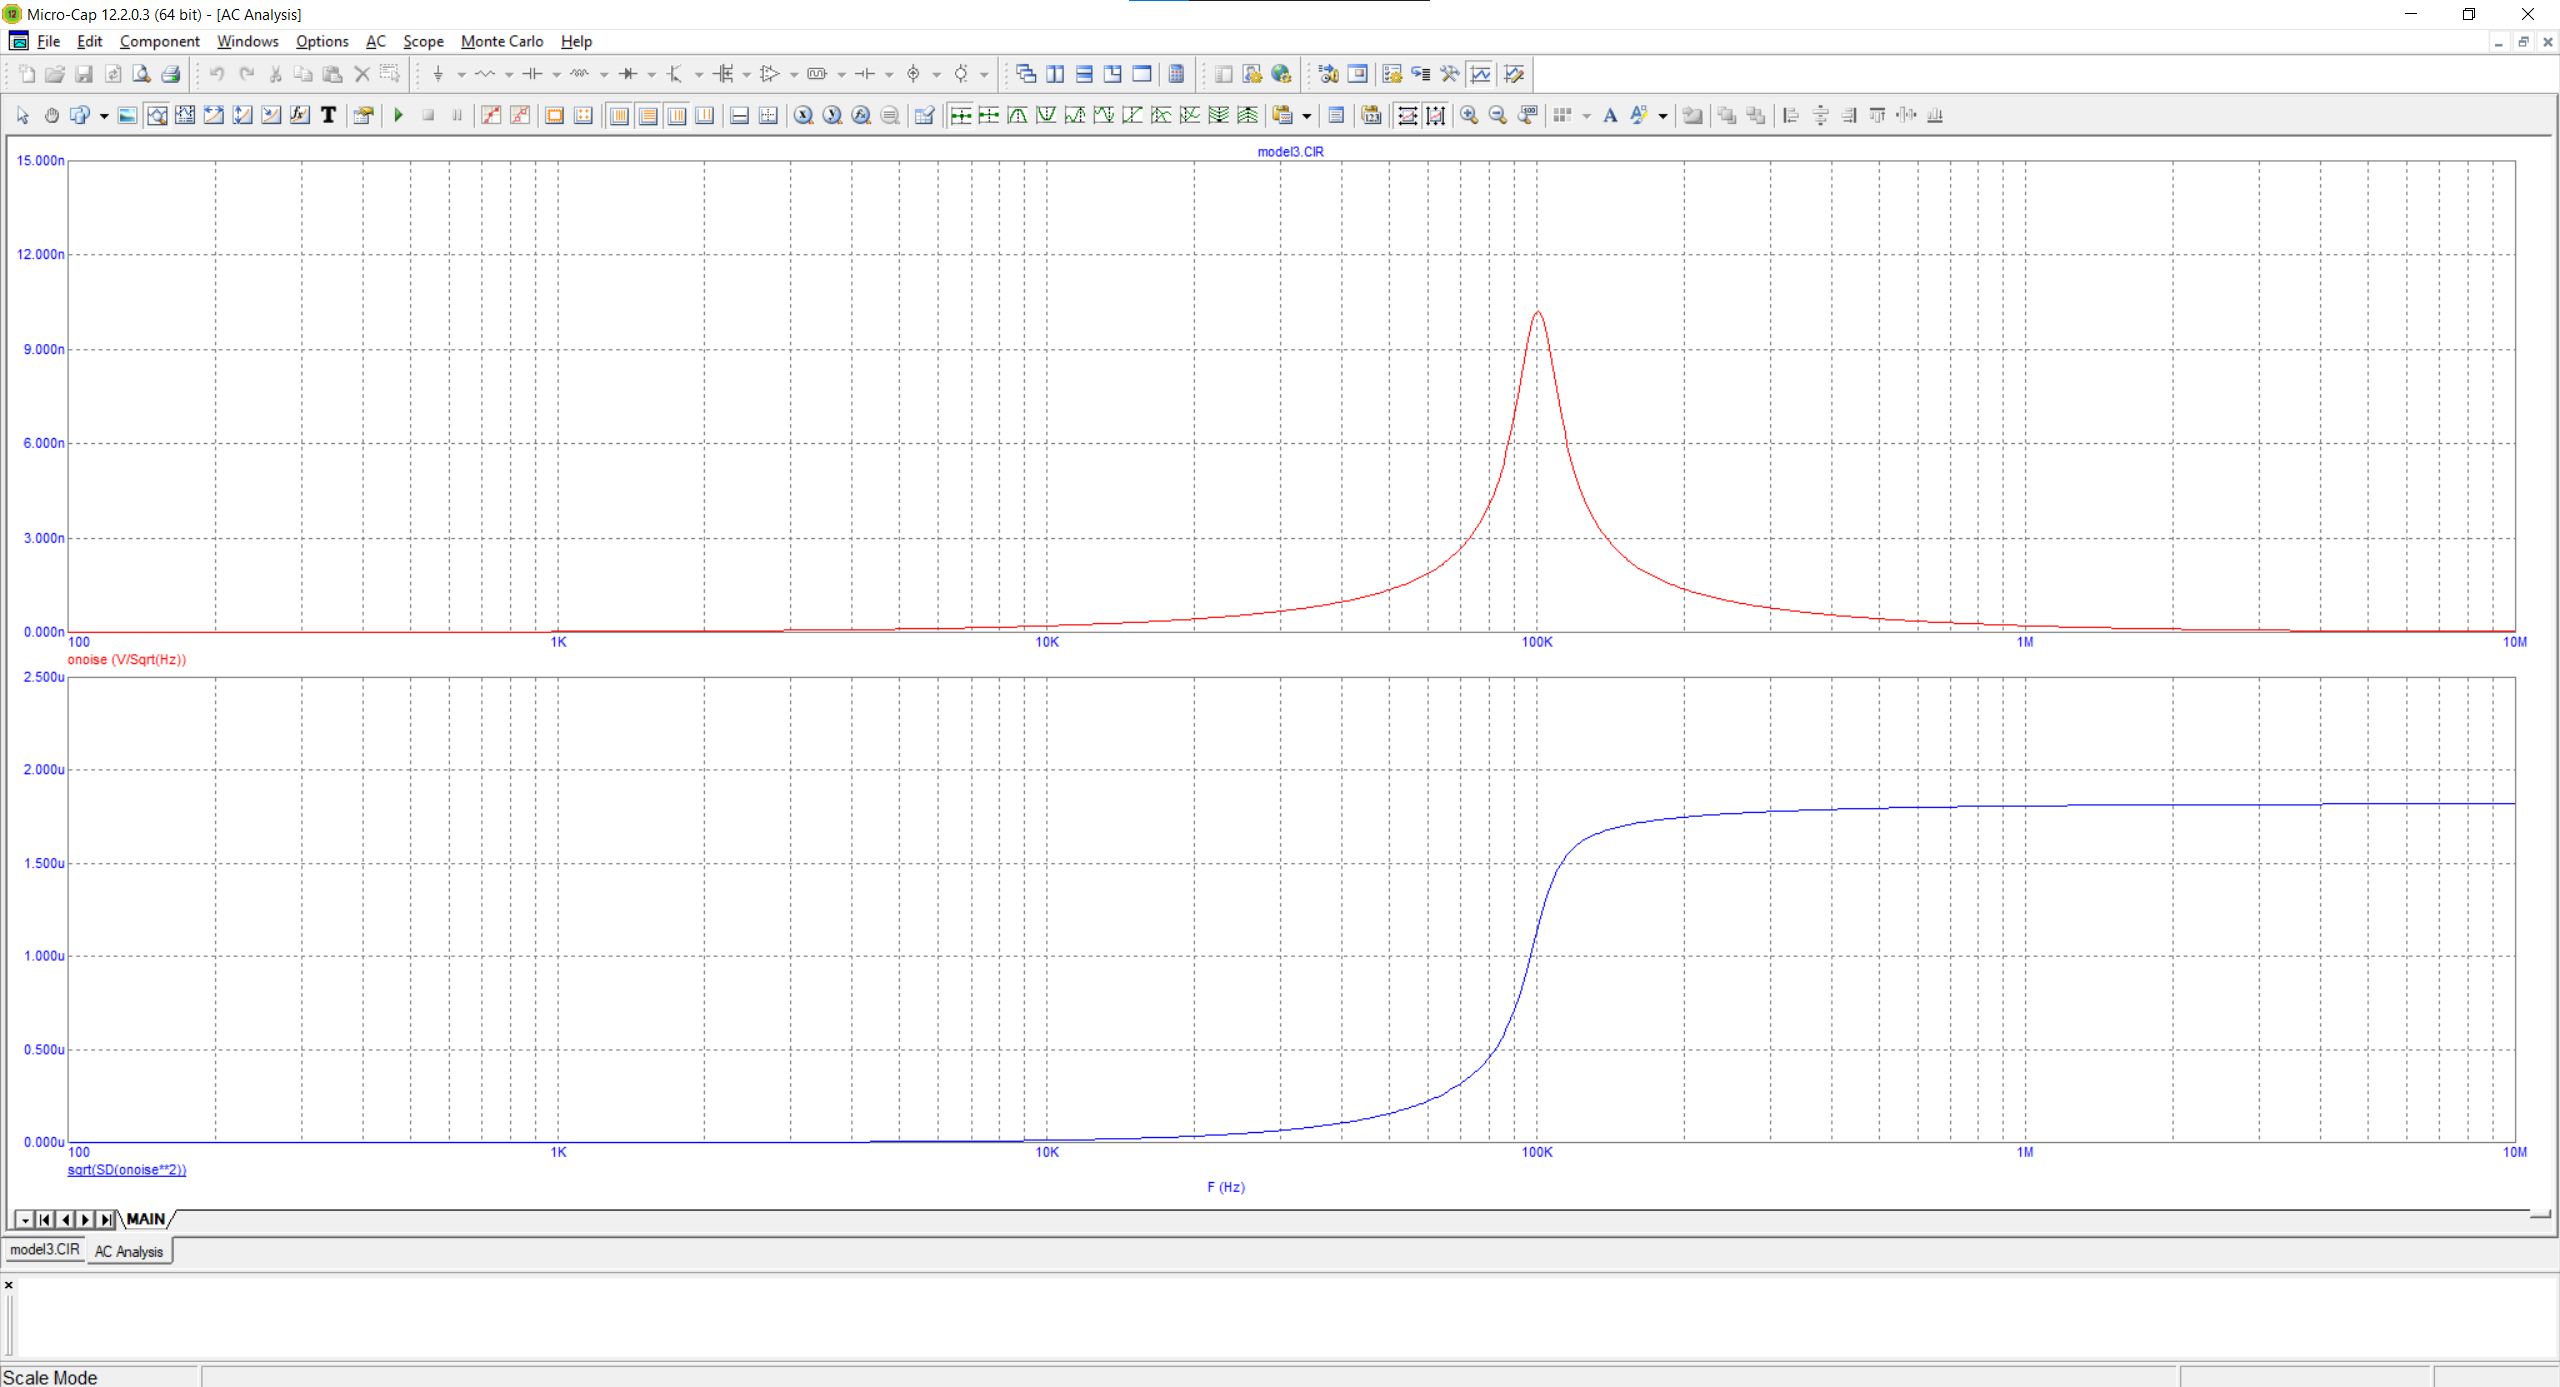 Micro-Cap 12.2.0.3 (64 bit) - [AC Analysis]
File Edit Component Windows Options AC Scope Monte Carlo Help
model3.CIR
15.000n
12.000n
9.000n
6.000n
3.000n
0.000n
100 1K 10K 100K 1M 10M
onoise (V/Sqrt(Hz))
2.500u
2.000u
1.500u
1.000u
0.500u
0.000u
100 1K 10K 100K 1M 10M
sqrt(SD(onoise**2))
F (Hz)
MAIN
model3.CIR AC Analysis
Scale Mode